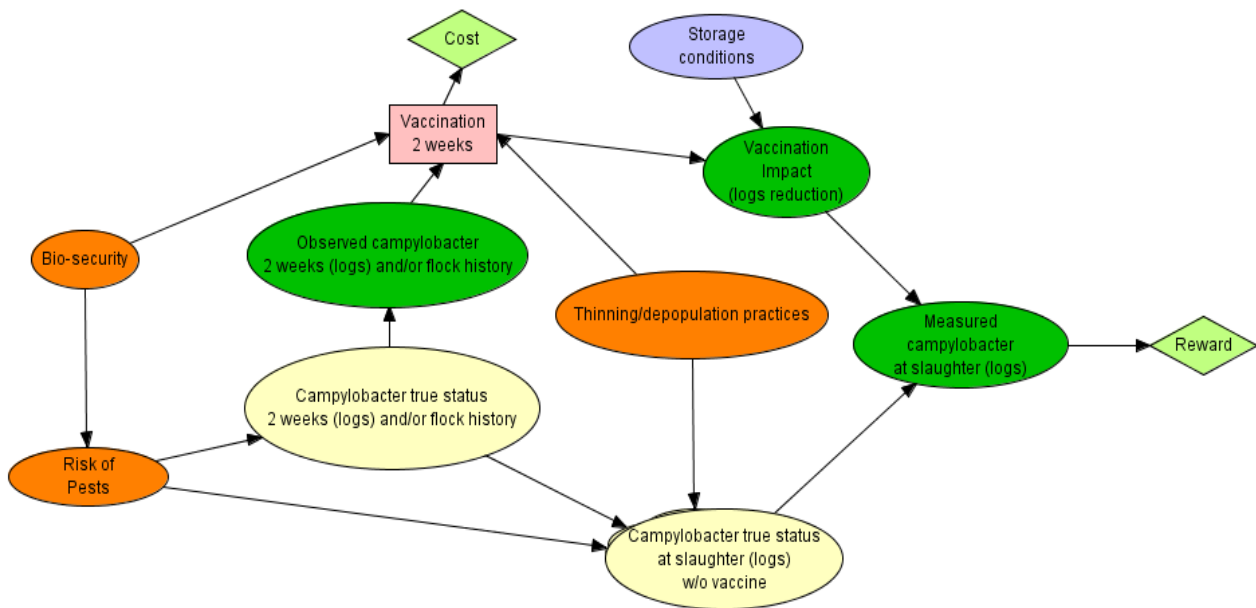 Cost
Storage
conditions
Vaccination
2 weeks
Vaccination
Impact
(logs reduction)
Bio-security
Observed campylobacter
2 weeks (logs) and/or flock history
Thinning/depopulation practices
Measured
campylobacter
at slaughter (logs)
Reward
Campylobacter true status
2 weeks (logs) and/or flock history
Risk of
Pests
Campylobacter true status
at slaughter (logs)
w/o vaccine